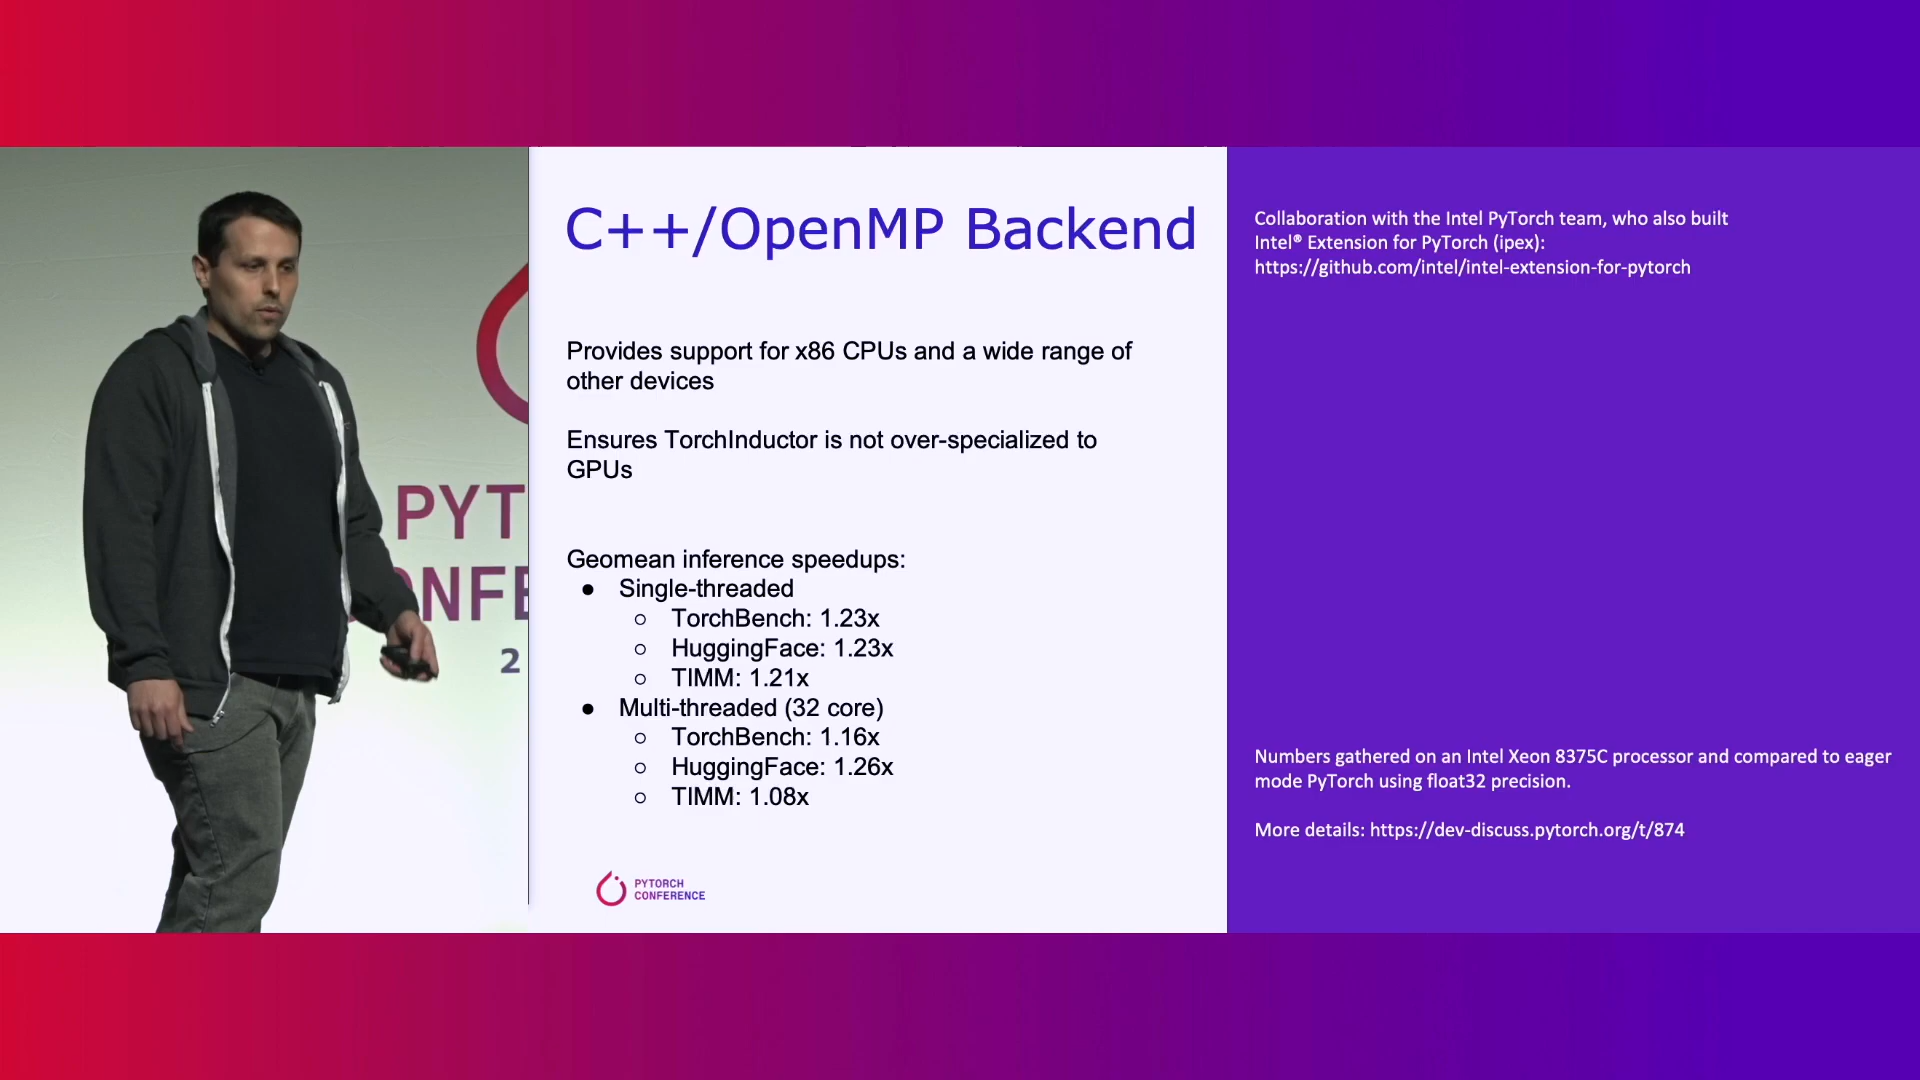 PYT
ONFE
2
C++/OpenMP Backend
Provides support for x86 CPUs and a wide range of
other devices
Ensures TorchInductor is not over-specialized to
GPUs
Geomean inference speedups:
● Single-threaded
○ TorchBench: 1.23x
○ HuggingFace: 1.23x
○ TIMM: 1.21x
● Multi-threaded (32 core)
○ TorchBench: 1.16x
○ HuggingFace: 1.26x
○ TIMM: 1.08x
PYTORCH
CONFERENCE
Collaboration with the Intel PyTorch team, who also built
Intel® Extension for PyTorch (ipex):
https://github.com/intel/intel-extension-for-pytorch
Numbers gathered on an Intel Xeon 8375C processor and compared to eager
mode PyTorch using float32 precision.
More details: https://dev-discuss.pytorch.org/t/874